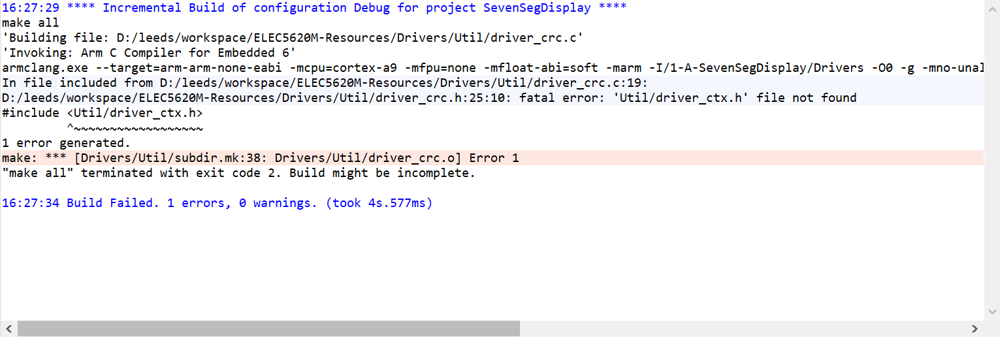 16:27:29 **** Incremental Build of configuration Debug for project SevenSegDisplay ****
make all
'Building file: D:/leeds/workspace/ELEC5620M-Resources/Drivers/Util/driver_crc.c'
'Invoking: Arm C Compiler for Embedded 6'
armclang.exe --target=arm-arm-none-eabi -mcpu=cortex-a9 -mfpu=none -mfloat-abi=soft -marm -I/1-A-SevenSegDisplay/Drivers -O0 -g -mno-unal
In file included from D:/leeds/workspace/ELEC5620M-Resources/Drivers/Util/driver_crc.c:19:
D:/leeds/workspace/ELEC5620M-Resources/Drivers/Util/driver_crc.h:25:10: fatal error: 'Util/driver_ctx.h' file not found
#include <Util/driver_ctx.h>
^~~~~~~~~~~~~~~~~~~
1 error generated.
make: *** [Drivers/Util/subdir.mk:38: Drivers/Util/driver_crc.o] Error 1
"make all" terminated with exit code 2. Build might be incomplete.
16:27:34 Build Failed. 1 errors, 0 warnings. (took 4s.577ms)